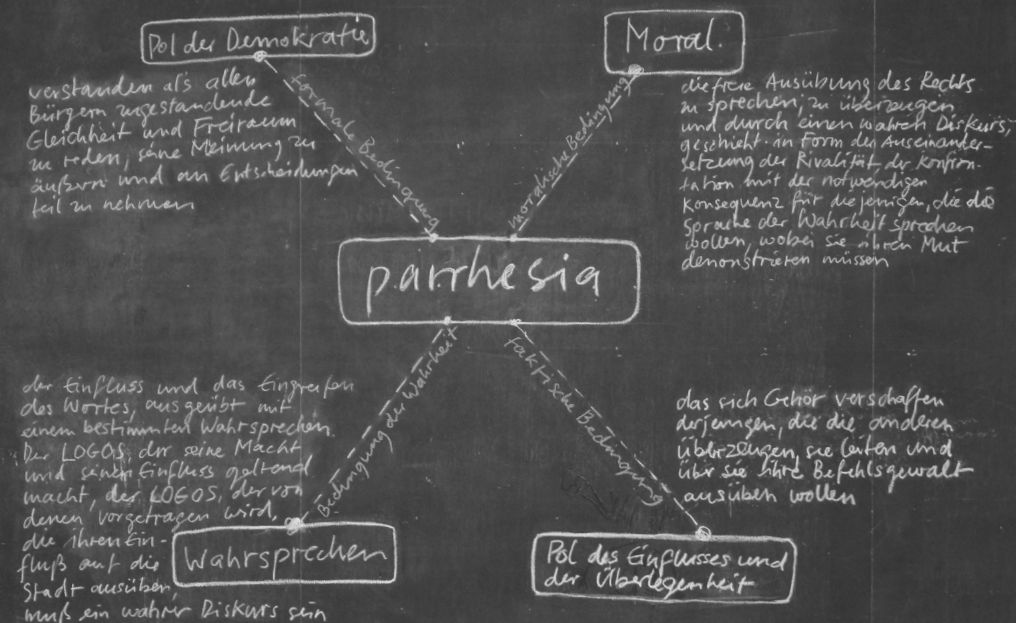 Pol der Demokratie
verstanden als allen
Bürgern zugestandende
Gleichheit und Freiraum
zu reden, seine Meinung zu
äußern und an Entscheidungen
teil zu nehmen
formale Bedingung
Moral.
die freie Ausübung des Rechts
zu sprechen, zu überzeugen
und durch einen wahren Diskurs,
geschieht in Form der Auseinander-
setzung der Rivalität, der Konfron-
tation mit der notwendigen
Konsequenz für diejenigen, die die
Sprache der Wahrheit sprechen
wollen, wobei sie ihren Mut
demonstrieren müssen
moralische Bedingung
parrhesia
Bedingung der Wahrheit
der Einfluss und das Eingreifen
des Wortes, ausgeübt mit
einem bestimmten Wahrsprechen.
Der LOGOS, der seine Macht
und seinen Einfluss geltend
macht, der LOGOS, der von
denen vorgetragen wird,
die ihren Ein-
fluß auf die
Stadt ausüben,
muß ein wahrer Diskurs sein
Wahrsprechen
faktische Bedingung
das sich Gehör verschaffen
derjenigen, die die anderen
überzeugen, sie leiten und
über sie ihre Befehlsgewalt
ausüben wollen
Pol des Einflusses und
der Überlegenheit